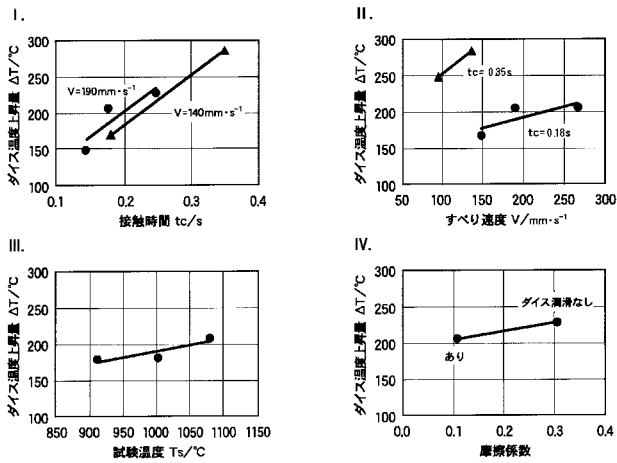 I.
ダイス温度上昇量 ΔT/℃
300
250
200
150
100
V=190mm·s⁻¹
V=140mm·s⁻¹
0.1 0.2 0.3 0.4
接触時間 tc/s
II.
ダイス温度上昇量 ΔT/℃
300
250
200
150
100
tc=0.35s
tc=0.18s
50 100 150 200 250 300
すべり速度 V/mm·s⁻¹
III.
ダイス温度上昇量 ΔT/℃
300
250
200
150
100
850 900 950 1000 1050 1100 1150
試験温度 Ts/℃
IV.
ダイス温度上昇量 ΔT/℃
300
250
200
150
100
ダイス潤滑なし
あり
0.0 0.1 0.2 0.3 0.4
摩擦係数